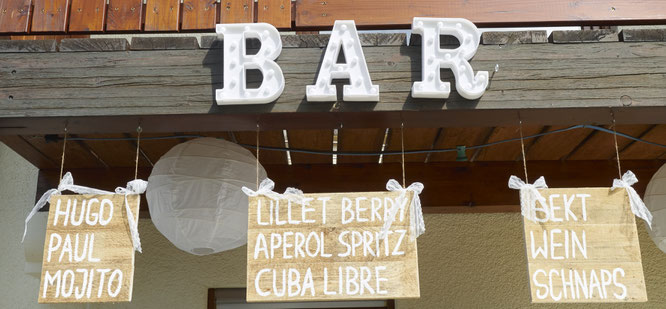 BAR
HUGO
PAUL
MOJITO
LILLET BERRY
APEROL SPRITZ
CUBA LIBRE
SEKT
WEIN
SCHNAPS